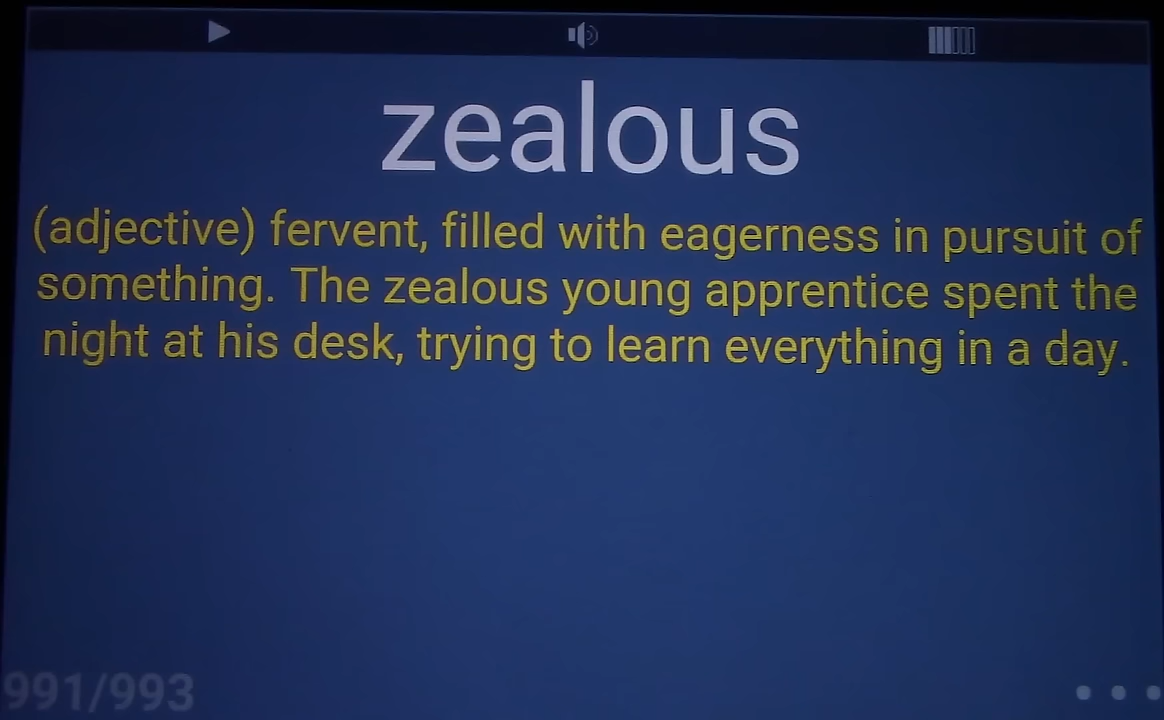 zealous
(adjective) fervent, filled with eagerness in pursuit of
something. The zealous young apprentice spent the
night at his desk, trying to learn everything in a day.
991/993